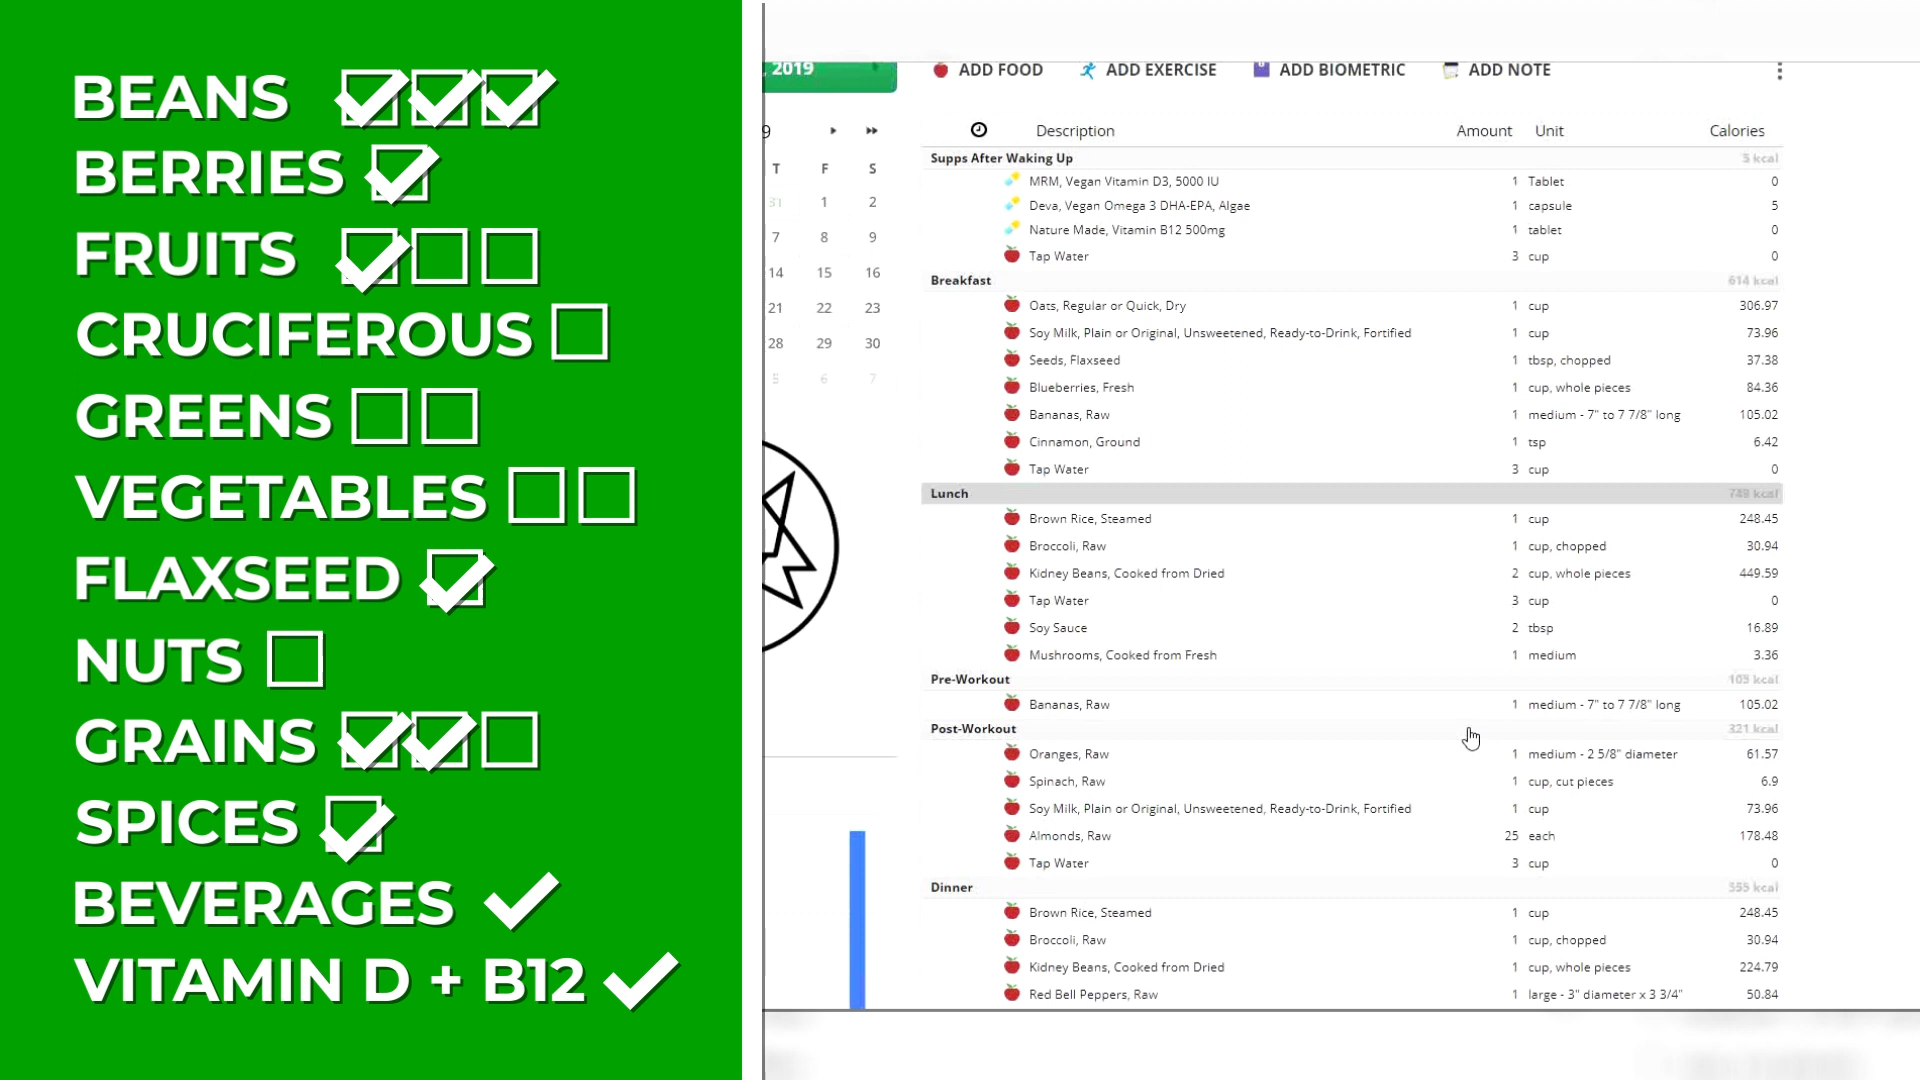 BEANS
BERRIES
FRUITS
CRUCIFEROUS
GREENS
VEGETABLES
FLAXSEED
NUTS
GRAINS
SPICES
BEVERAGES
VITAMIN D + B12
, 2019
9
T F S
31 1 2
7 8 9
14 15 16
21 22 23
28 29 30
5 6 7
ADD FOOD ADD EXERCISE ADD BIOMETRIC ADD NOTE
Description Amount Unit Calories
Supps After Waking Up 5 kcal
MRM, Vegan Vitamin D3, 5000 IU 1 Tablet 0
Deva, Vegan Omega 3 DHA-EPA, Algae 1 capsule 5
Nature Made, Vitamin B12 500mg 1 tablet 0
Tap Water 3 cup 0
Breakfast 614 kcal
Oats, Regular or Quick, Dry 1 cup 306.97
Soy Milk, Plain or Original, Unsweetened, Ready-to-Drink, Fortified 1 cup 73.96
Seeds, Flaxseed 1 tbsp, chopped 37.38
Blueberries, Fresh 1 cup, whole pieces 84.36
Bananas, Raw 1 medium - 7" to 7 7/8" long 105.02
Cinnamon, Ground 1 tsp 6.42
Tap Water 3 cup 0
Lunch 749 kcal
Brown Rice, Steamed 1 cup 248.45
Broccoli, Raw 1 cup, chopped 30.94
Kidney Beans, Cooked from Dried 2 cup, whole pieces 449.59
Tap Water 3 cup 0
Soy Sauce 2 tbsp 16.89
Mushrooms, Cooked from Fresh 1 medium 3.36
Pre-Workout 105 kcal
Bananas, Raw 1 medium - 7" to 7 7/8" long 105.02
Post-Workout 321 kcal
Oranges, Raw 1 medium - 2 5/8" diameter 61.57
Spinach, Raw 1 cup, cut pieces 6.9
Soy Milk, Plain or Original, Unsweetened, Ready-to-Drink, Fortified 1 cup 73.96
Almonds, Raw 25 each 178.48
Tap Water 3 cup 0
Dinner 555 kcal
Brown Rice, Steamed 1 cup 248.45
Broccoli, Raw 1 cup, chopped 30.94
Kidney Beans, Cooked from Dried 1 cup, whole pieces 224.79
Red Bell Peppers, Raw 1 large - 3" diameter x 3 3/4" 50.84